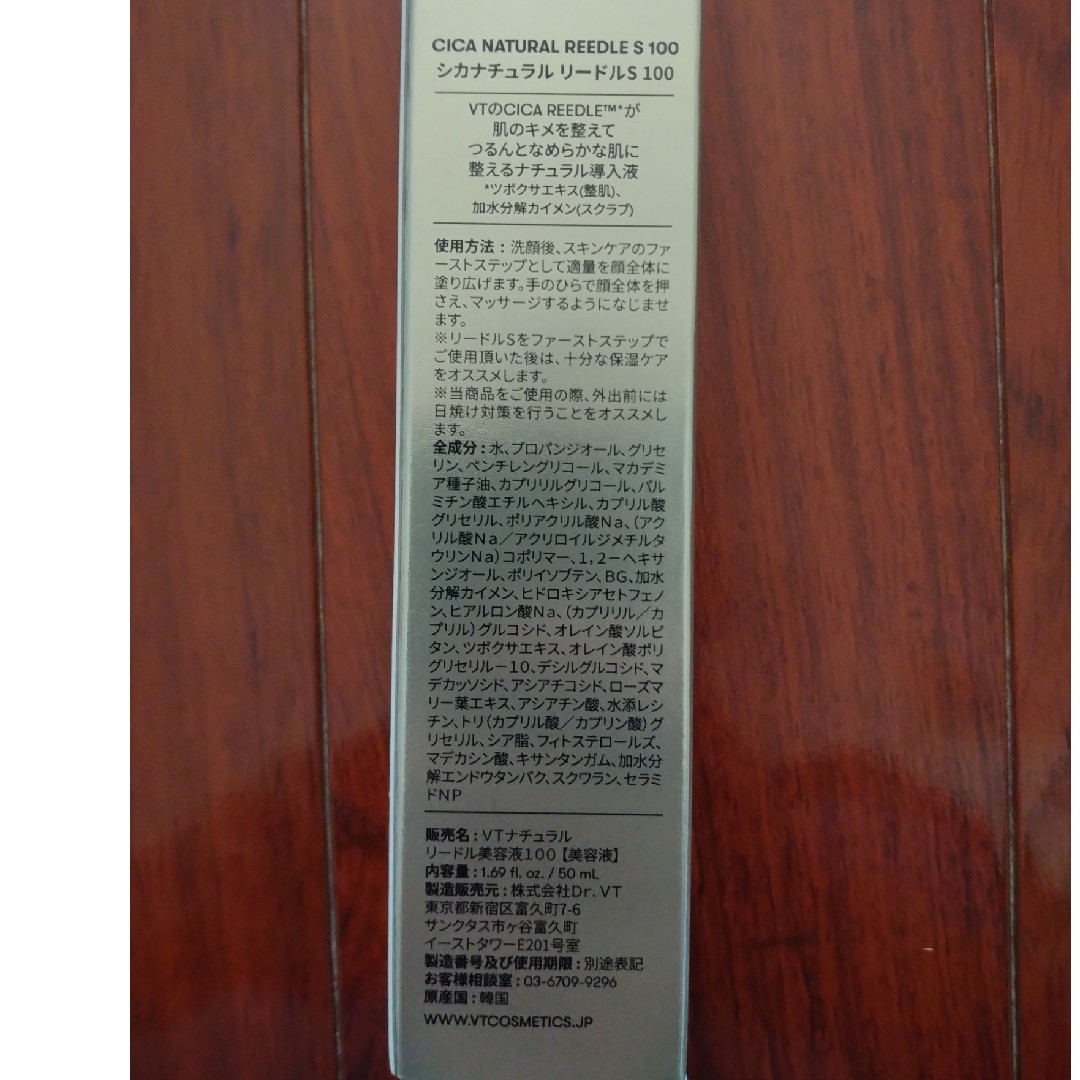 CICA NATURAL REEDLE S 100
シカナチュラル リードルS 100
VTのCICA REEDLE™*が
肌のキメを整えて
つるんとなめらかな肌に
整えるナチュラル導入液
*ツボクサエキス(整肌)、
加水分解カイメン(スクラブ)
使用方法：洗顔後、スキンケアのファ
ーストステップとして適量を顔全体に
塗り広げます。手のひらで顔全体を押
さえ、マッサージするようになじませ
ます。
※リードルSをファーストステップで
ご使用頂いた後は、十分な保湿ケア
をオススメします。
※当商品をご使用の際、外出前には
日焼け対策を行うことをオススメし
ます。
全成分：水、プロパンジオール、グリセ
リン、ペンチレングリコール、マカデミ
ア種子油、カプリリルグリコール、パル
ミチン酸エチルヘキシル、カプリル酸
グリセリル、ポリアクリル酸Ｎａ、（アク
リル酸Ｎａ／アクリロイルジメチルタ
ウリンＮａ）コポリマー、１，２－ヘキサ
ンジオール、ポリイソブテン、ＢＧ、加水
分解カイメン、ヒドロキシアセトフェノ
ン、ヒアルロン酸Ｎａ、（カプリリル／カ
プリル）グルコシド、オレイン酸ソルビ
タン、ツボクサエキス、オレイン酸ポリ
グリセリル－１０、デシルグルコシド、マ
デカッソシド、アシアチコシド、ローズマ
リー葉エキス、アシアチン酸、水添レシ
チン、トリ（カプリル酸／カプリン酸）グ
リセリル、シア脂、フィトステロールズ、
マデカシン酸、キサンタンガム、加水分
解エンドウタンパク、スクワラン、セラミ
ドＮＰ
販売名：ＶＴナチュラル
リードル美容液１００【美容液】
内容量：1.69 fl. oz. / 50 mL
製造販売元：株式会社Ｄｒ．ＶＴ
東京都新宿区富久町7-6
サンクタス市ヶ谷富久町
イーストタワーE201号室
製造番号及び使用期限：別途表記
お客様相談室：03-6709-9296
原産国：韓国
WWW.VTCOSMETICS.JP